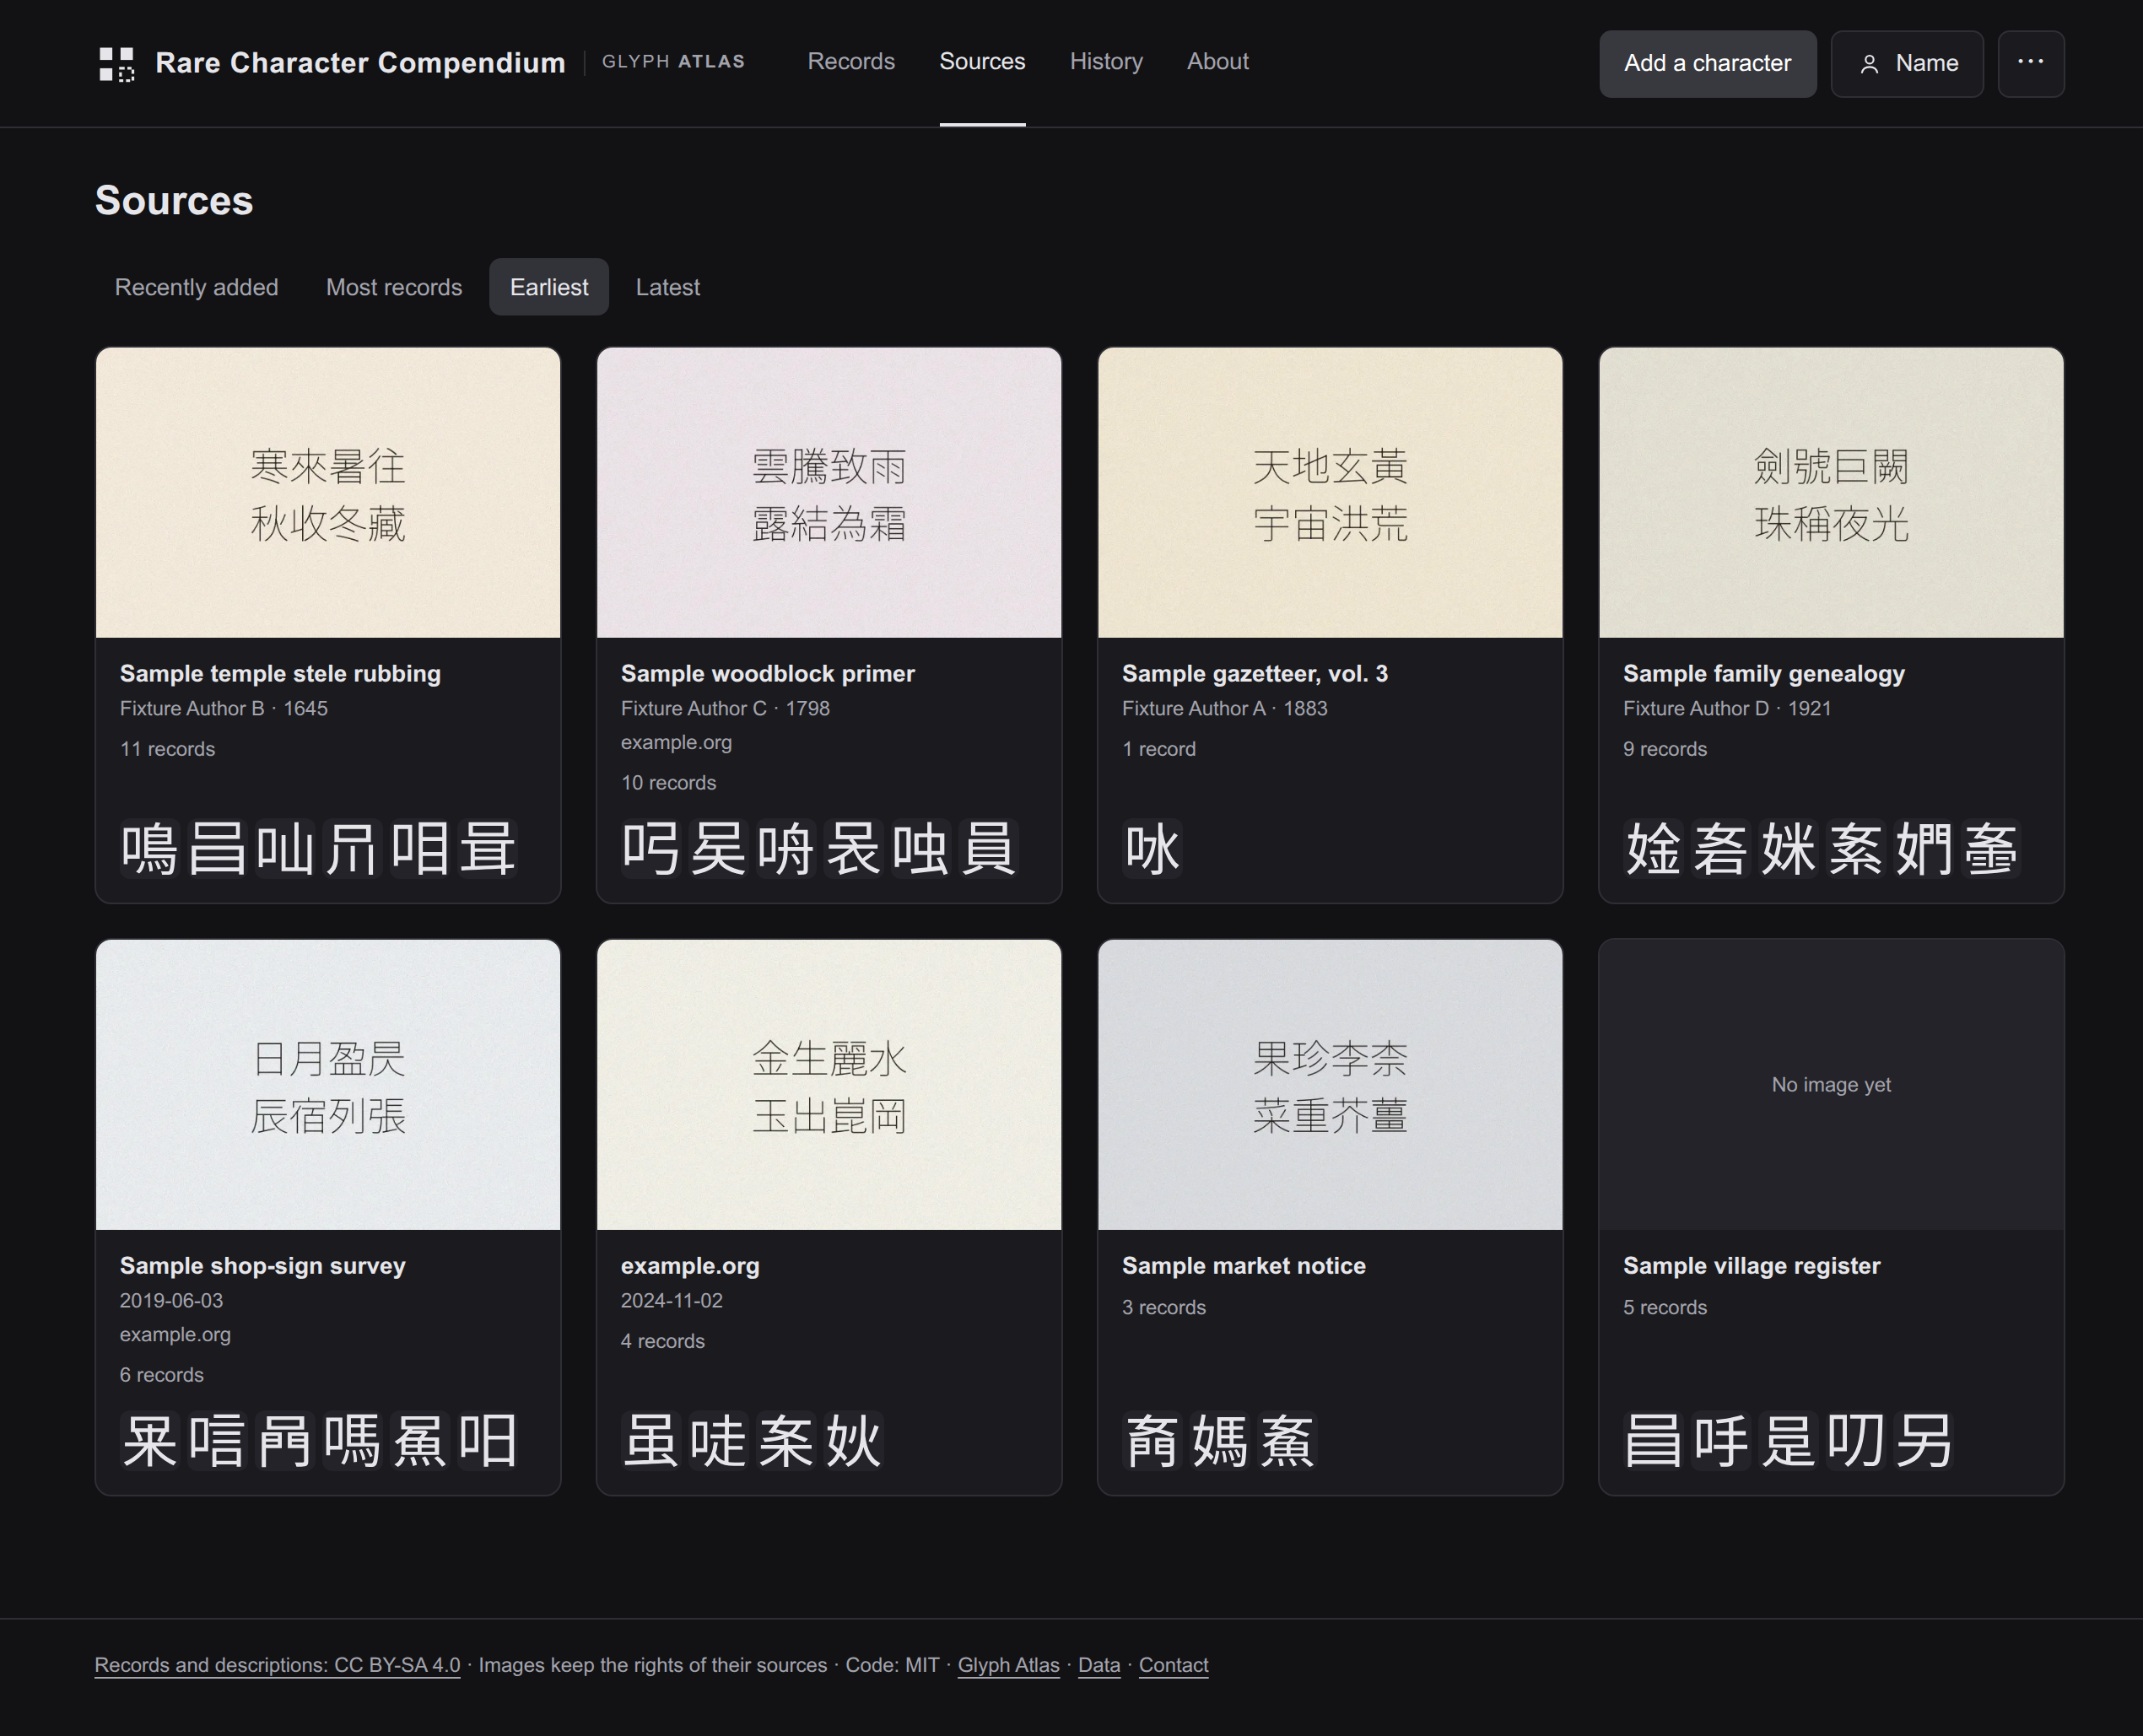 Rare Character Compendium
GLYPH ATLAS
Records
Sources
History
About
Add a character
Name
...
Sources
Recently added
Most records
Earliest
Latest
寒來暑往
秋收冬藏
Sample temple stele rubbing
Fixture Author B · 1645
11 records
鳴
雲騰致雨
露結為霜
Sample woodblock primer
Fixture Author C · 1798
example.org
10 records
員
天地玄黃
宇宙洪荒
Sample gazetteer, vol. 3
Fixture Author A · 1883
1 record
劍號巨闕
珠稱夜光
Sample family genealogy
Fixture Author D · 1921
9 records
日月盈昃
辰宿列張
Sample shop-sign survey
2019-06-03
example.org
6 records
嗎
金生麗水
玉出崑岡
example.org
2024-11-02
4 records
虽
果珍李柰
菜重芥薑
Sample market notice
3 records
媽
No image yet
Sample village register
5 records
Records and descriptions: CC BY-SA 4.0 · Images keep the rights of their sources · Code: MIT · Glyph Atlas · Data · Contact